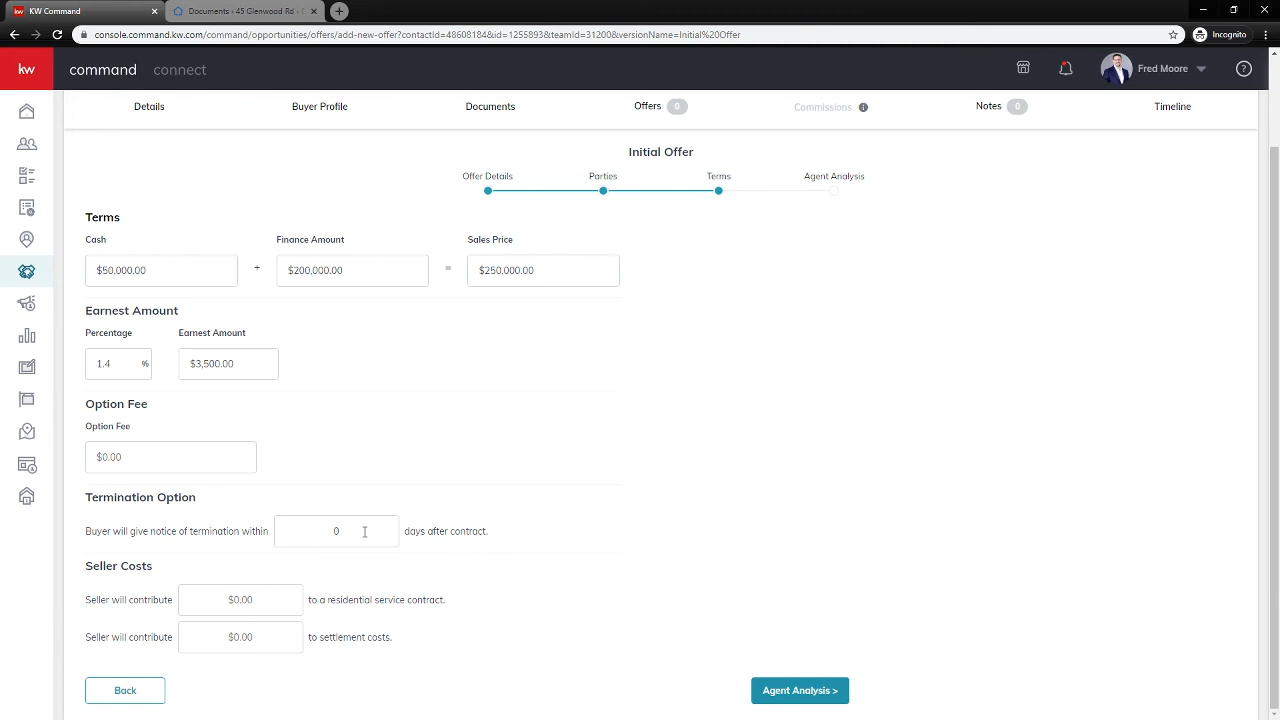 KW Command
Documents - 45 Glenwood Rd -
console.command.kw.com/command/opportunities/offers/add-new-offer?contactId=48608184&id=1255893&teamId=31200&versionName=Initial%20Offer
Incognito
kw
command connect
Fred Moore
Details Buyer Profile Documents Offers 0 Commissions Notes 0 Timeline
Initial Offer
Offer Details Parties Terms Agent Analysis
Terms
Cash Finance Amount Sales Price
$50,000.00 + $200,000.00 = $250,000.00
Earnest Amount
Percentage Earnest Amount
1.4 % $3,500.00
Option Fee
Option Fee
$0.00
Termination Option
Buyer will give notice of termination within 0 days after contract.
Seller Costs
Seller will contribute $0.00 to a residential service contract.
Seller will contribute $0.00 to settlement costs.
Back Agent Analysis >